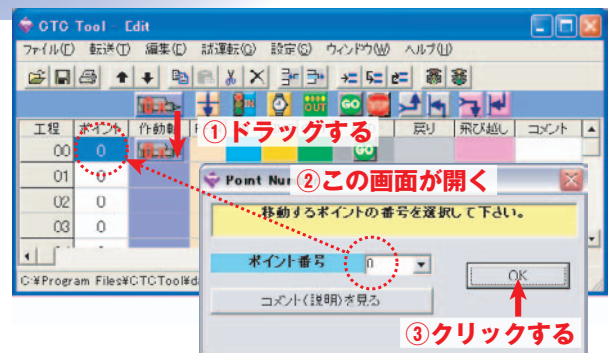 CTC Tool - Edit
ファイル(F) 転送(T) 編集(E) 試運転(G) 設定(S) ウィンドウ(W) ヘルプ(H)
IN OUT GO
工程 ポイント 作動 戻り 飛び越し コメント
①ドラッグする
00 0 GO
01 0
02 0
03 0
②この画面が開く
Point Nu
移動するポイントの番号を選択して下さい。
ポイント番号 0
OK
コメント(説明)を見る
③クリックする
C:¥Program Files¥CTCTool¥d